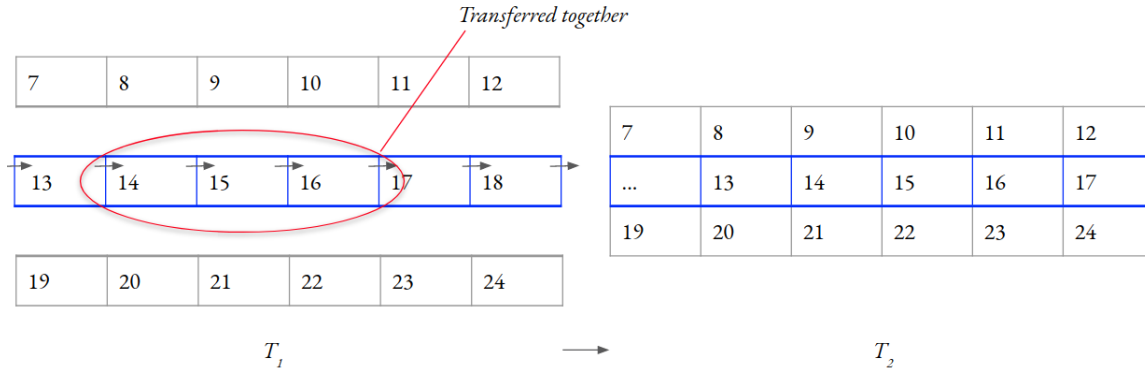 Transferred together
7 8 9 10 11 12
13 14 15 16 17 18
19 20 21 22 23 24
T₁
7 8 9 10 11 12
... 13 14 15 16 17
19 20 21 22 23 24
T₂